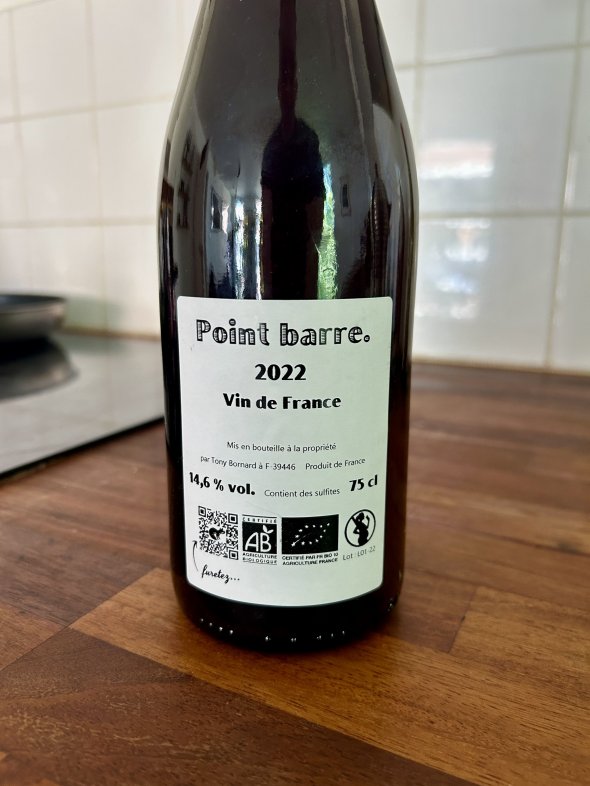 Point barre.
2022
Vin de France
Mis en bouteille à la propriété
par Tony Bornard à F-39446 Produit de France
14,6 % vol. Contient des sulfites 75 cl
CERTIFIÉ
AB
AGRICULTURE
BIOLOGIQUE
CERTIFIÉ PAR FR BIO 10
AGRICULTURE FRANCE
Lot : L01-22
furetez...